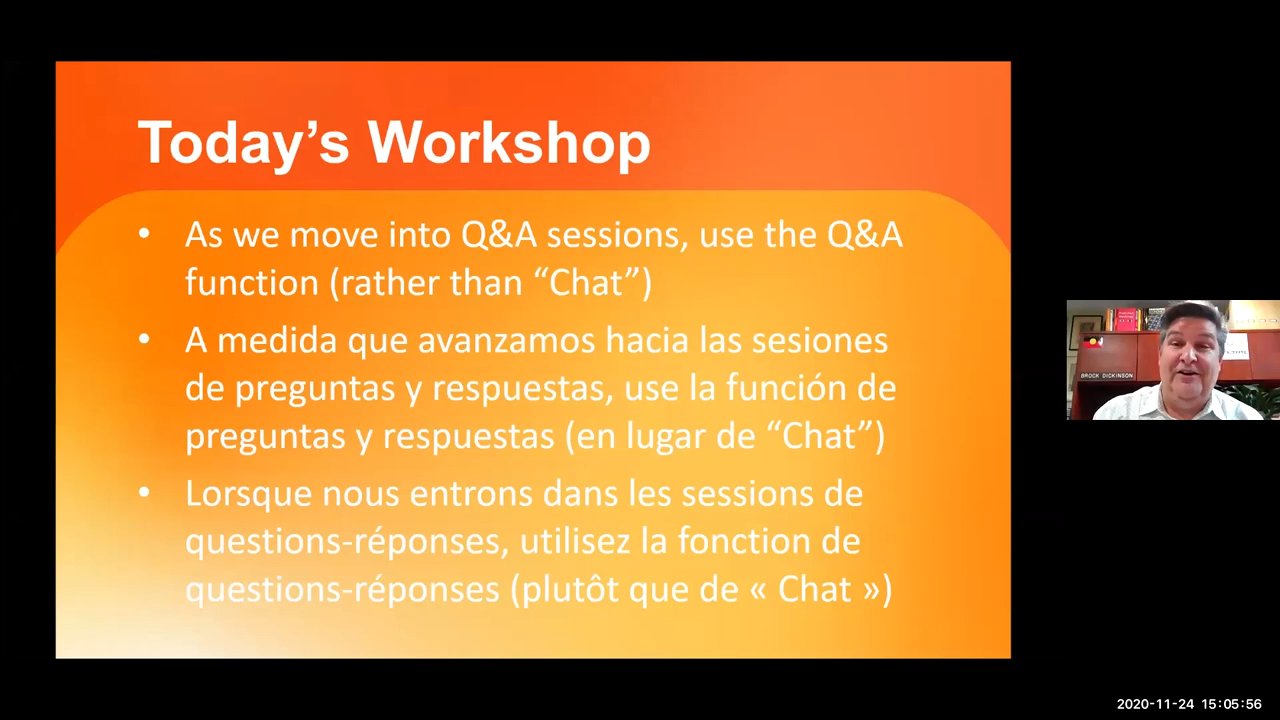 Today’s Workshop
• As we move into Q&A sessions, use the Q&A
function (rather than “Chat”)
• A medida que avanzamos hacia las sesiones
de preguntas y respuestas, use la función de
preguntas y respuestas (en lugar de “Chat”)
• Lorsque nous entrons dans les sessions de
questions-réponses, utilisez la fonction de
questions-réponses (plutôt que de « Chat »)
BROCK DICKINSON
2020-11-24 15:05:56